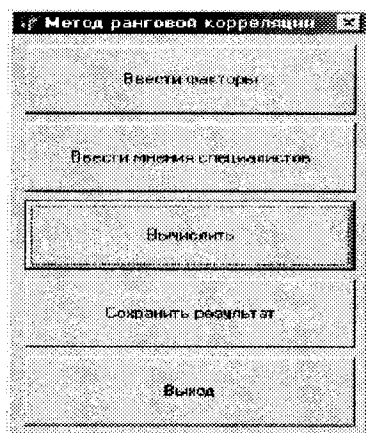 Метод ранговой корреляции
Ввести факторы
Ввести мнения специалистов
Вычислить
Сохранить результат
Выход